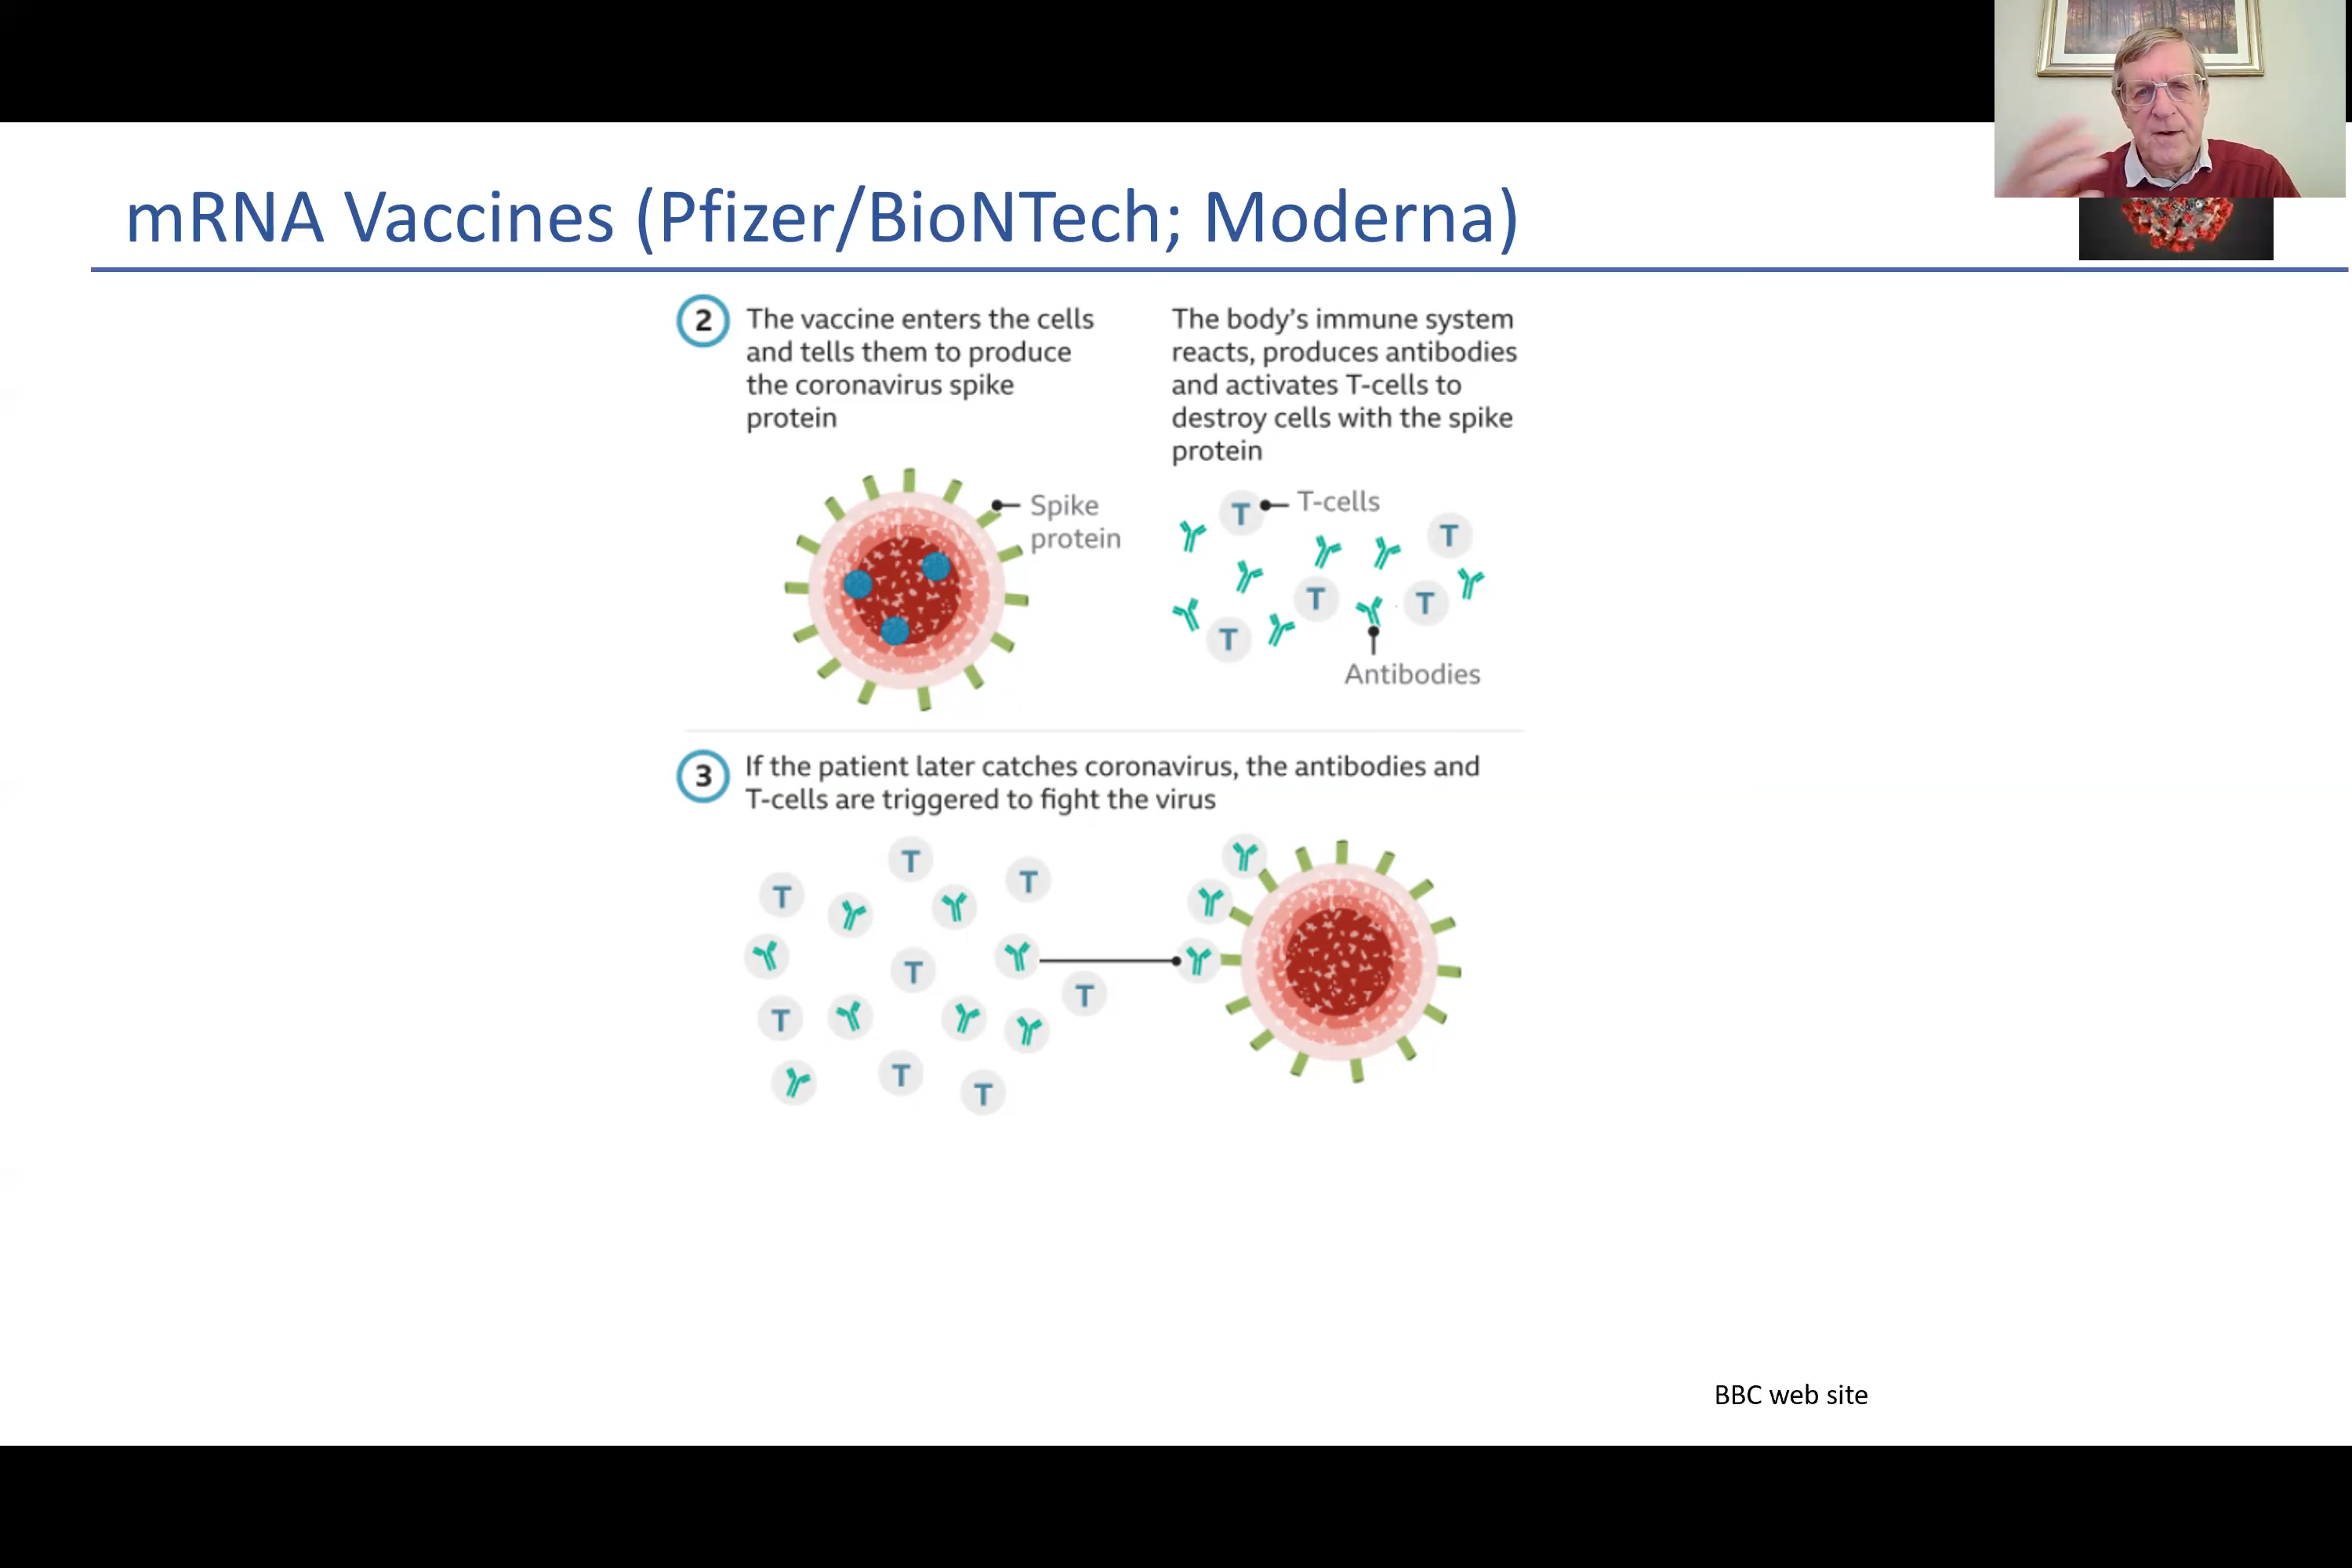 mRNA Vaccines (Pfizer/BioNTech; Moderna)
2
The vaccine enters the cells
and tells them to produce
the coronavirus spike
protein
The body's immune system
reacts, produces antibodies
and activates T-cells to
destroy cells with the spike
protein
Spike
protein
T
T-cells
T
T
T
T
Antibodies
3
If the patient later catches coronavirus, the antibodies and
T-cells are triggered to fight the virus
T
T
T
T
T
T
T
T
BBC web site